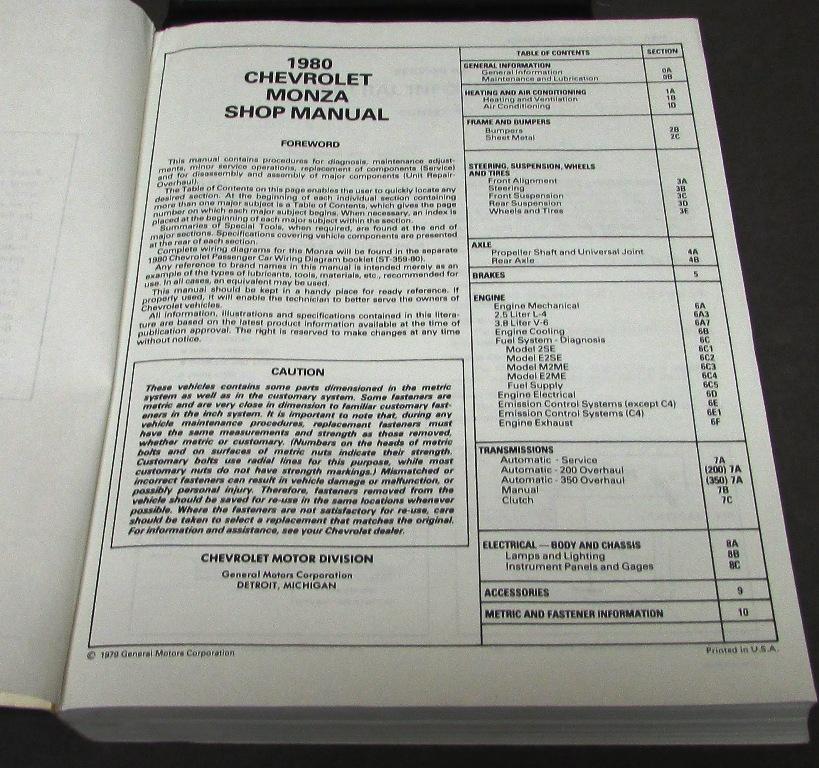 1980
CHEVROLET
MONZA
SHOP MANUAL
FOREWORD
This manual contains procedures for diagnosis, maintenance adjust-
ments, minor service operations, replacement of components (Service)
and for disassembly and assembly of major components (Unit Repair —
Overhaul).
The Table of Contents on this page enables the user to quickly locate any
desired section. At the beginning of each individual section containing
more than one major subject is a Table of Contents, which gives the page
number on which each major subject begins. When necessary, an index is
placed at the beginning of each major subject within the section.
Summaries of Special Tools, when required, are found at the end of
major sections. Specifications covering vehicle components are presented
at the rear of each section.
Complete wiring diagrams for the Monza will be found in the separate
1980 Chevrolet Passenger Car Wiring Diagram booklet (ST-359-80).
Any reference to brand names in this manual is intended merely as an
example of the types of lubricants, tools, materials, etc., recommended for
use. In all cases, an equivalent may be used.
This manual should be kept in a handy place for ready reference. If
properly used, it will enable the technician to better serve the owners of
Chevrolet vehicles.
All information, illustrations and specifications contained in this litera-
ture are based on the latest product information available at the time of
publication approval. The right is reserved to make changes at any time
without notice.
CAUTION
These vehicles contains some parts dimensioned in the metric
system as well as in the customary system. Some fasteners are
metric and are very close in dimension to familiar customary fast-
eners in the inch system. It is important to note that, during any
vehicle maintenance procedures, replacement fasteners must
have the same measurements and strength as those removed,
whether metric or customary. (Numbers on the heads of metric
bolts and on surfaces of metric nuts indicate their strength.
Customary bolts use radial lines for this purpose, while most
customary nuts do not have strength markings.) Mismatched or
incorrect fasteners can result in vehicle damage or malfunction, or
possibly personal injury. Therefore, fasteners removed from the
vehicle should be saved for re-use in the same locations whenever
possible. Where the fasteners are not satisfactory for re-use, care
should be taken to select a replacement that matches the original.
For information and assistance, see your Chevrolet dealer.
CHEVROLET MOTOR DIVISION
General Motors Corporation
DETROIT, MICHIGAN
© 1979 General Motors Corporation
TABLE OF CONTENTS SECTION
GENERAL INFORMATION
General Information 0A
Maintenance and Lubrication 0B
HEATING AND AIR CONDITIONING 1A
Heating and Ventilation 1B
Air Conditioning 1D
FRAME AND BUMPERS
Bumpers 2B
Sheet Metal 2C
STEERING, SUSPENSION, WHEELS
AND TIRES
Front Alignment 3A
Steering 3B
Front Suspension 3C
Rear Suspension 3D
Wheels and Tires 3E
AXLE
Propeller Shaft and Universal Joint 4A
Rear Axle 4B
BRAKES 5
ENGINE
Engine Mechanical 6A
2.5 Liter L-4 6A3
3.8 Liter V-6 6A7
Engine Cooling 6B
Fuel System - Diagnosis 6C
Model 2SE 6C1
Model E2SE 6C2
Model M2ME 6C3
Model E2ME 6C4
Fuel Supply 6C5
Engine Electrical 6D
Emission Control Systems (except C4) 6E
Emission Control Systems (C4) 6E1
Engine Exhaust 6F
TRANSMISSIONS
Automatic - Service 7A
Automatic - 200 Overhaul (200) 7A
Automatic - 350 Overhaul (350) 7A
Manual 7B
Clutch 7C
ELECTRICAL — BODY AND CHASSIS 8A
Lamps and Lighting 8B
Instrument Panels and Gages 8C
ACCESSORIES 9
METRIC AND FASTENER INFORMATION 10
Printed in U.S.A.